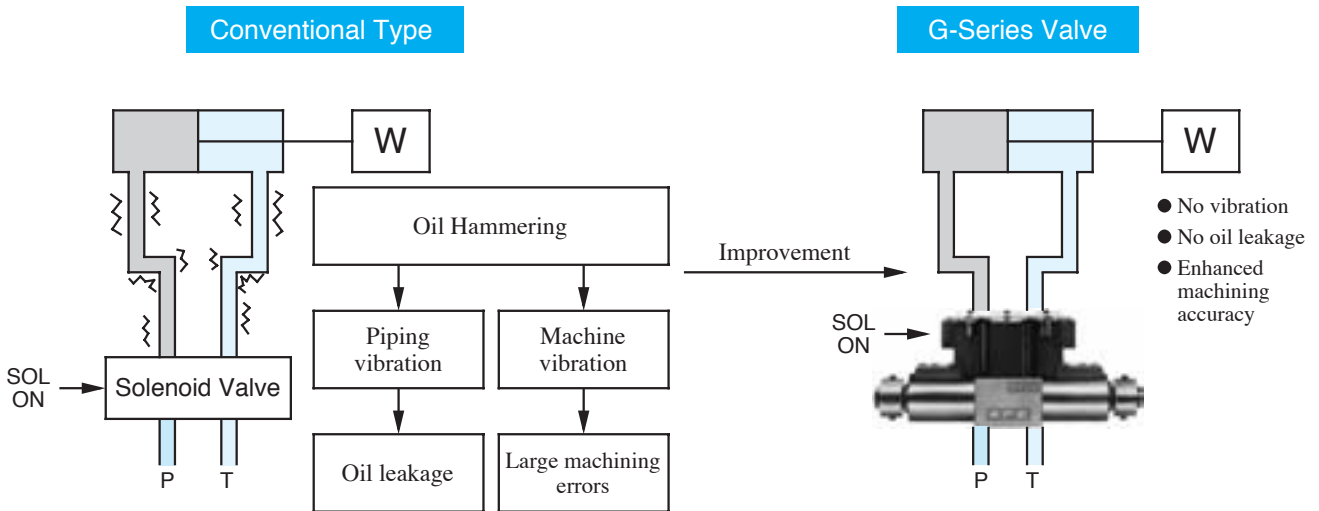 Conventional Type
G-Series Valve
W
Oil Hammering
Piping
vibration
Machine
vibration
Oil leakage
Large machining
errors
SOL
ON
Solenoid Valve
P
T
Improvement
W
● No vibration
● No oil leakage
● Enhanced
machining
accuracy
SOL
ON
P
T